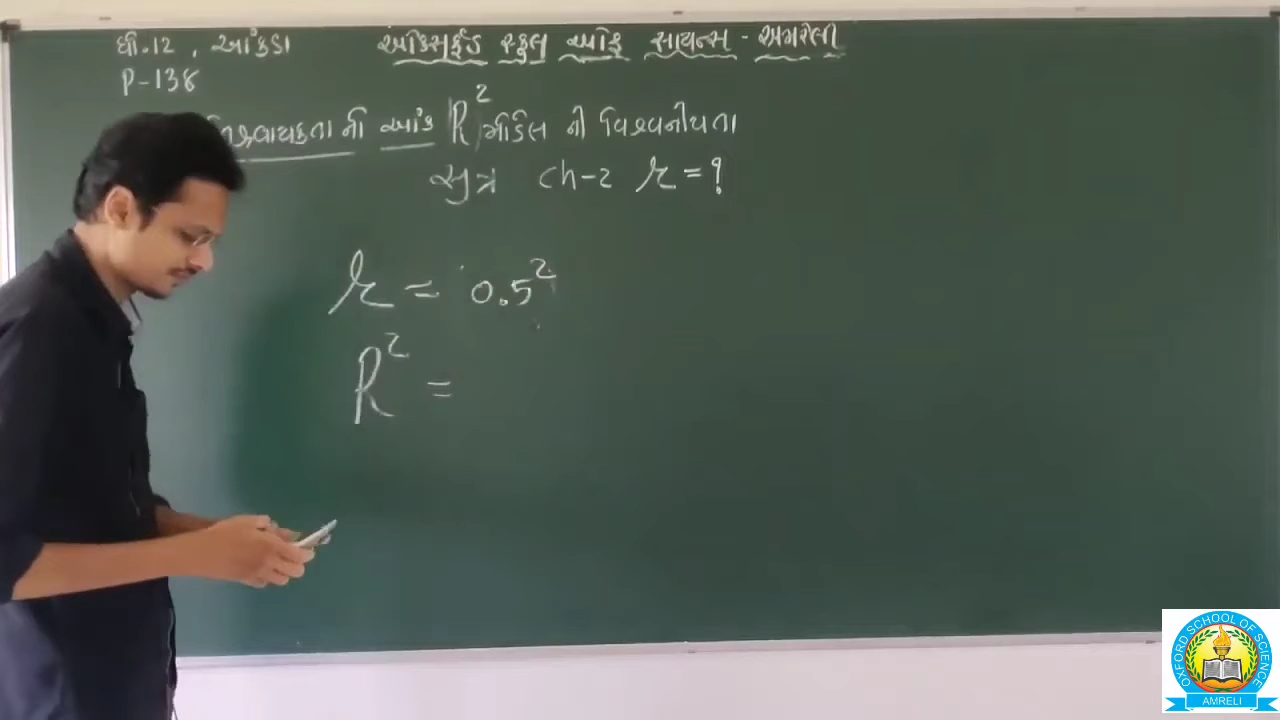 ધો.12 , આંકડા
ઓક્સફર્ડ સ્કુલ ઓફ સાયન્સ - અમરેલી
P-138
નિશ્ચાયકતાનો આંક R² મોડેલ ની વિશ્વનીયતા
સુત્ર ch-2 r = ?
r = 0.5²
R² =
OXFORD SCHOOL OF SCIENCE
AMRELI